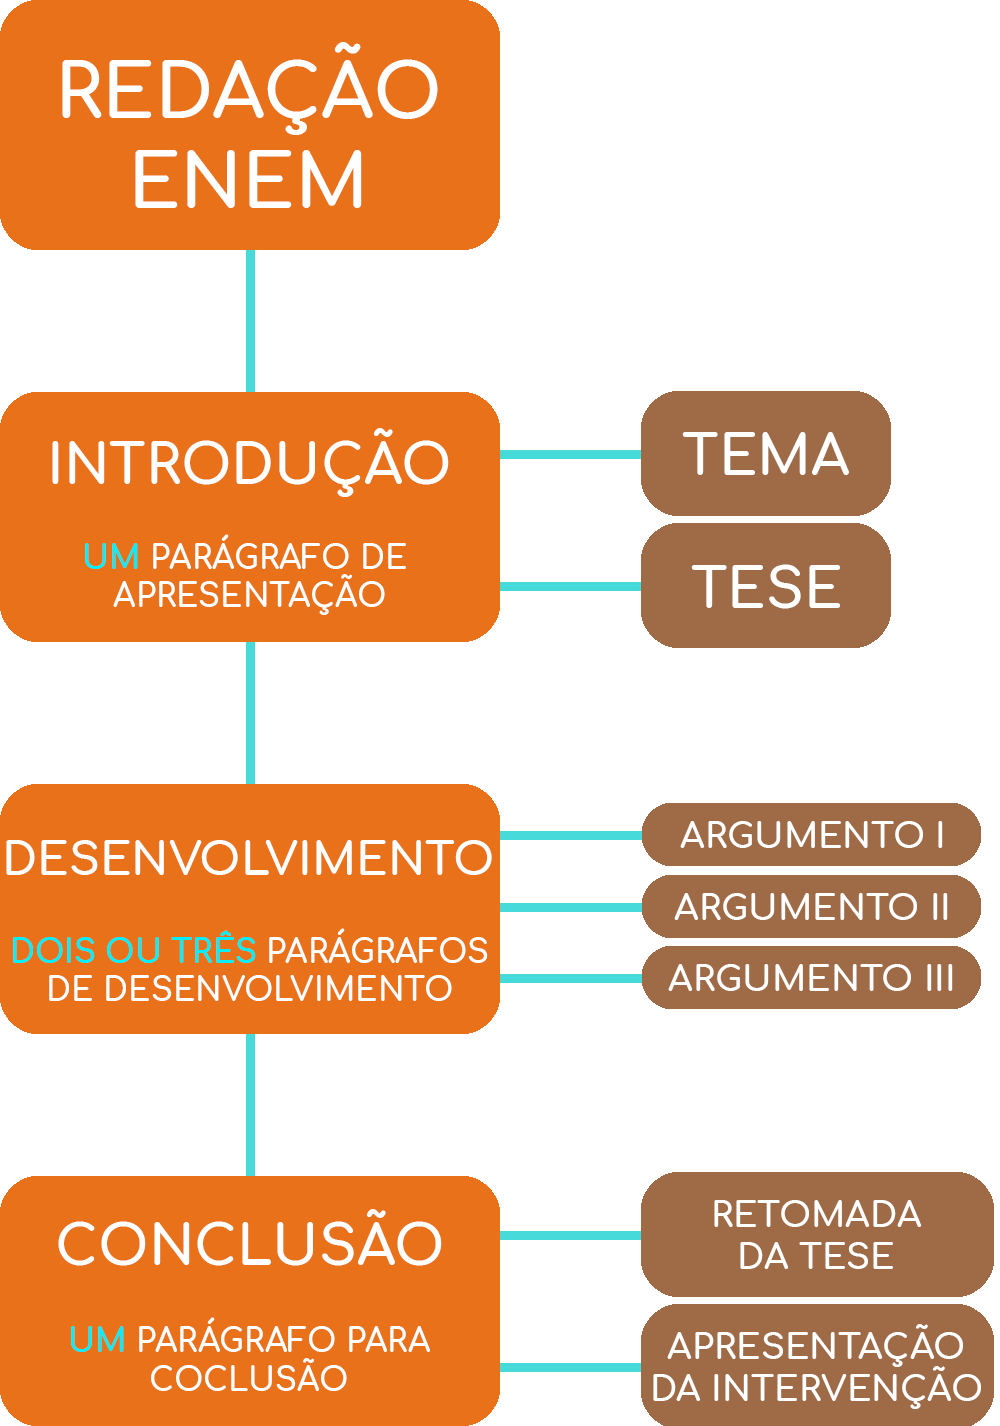 REDAÇÃO
ENEM
INTRODUÇÃO
UM PARÁGRAFO DE
APRESENTAÇÃO
TEMA
TESE
DESENVOLVIMENTO
DOIS OU TRÊS PARÁGRAFOS
DE DESENVOLVIMENTO
ARGUMENTO I
ARGUMENTO II
ARGUMENTO III
CONCLUSÃO
UM PARÁGRAFO PARA
COCLUSÃO
RETOMADA
DA TESE
APRESENTAÇÃO
DA INTERVENÇÃO